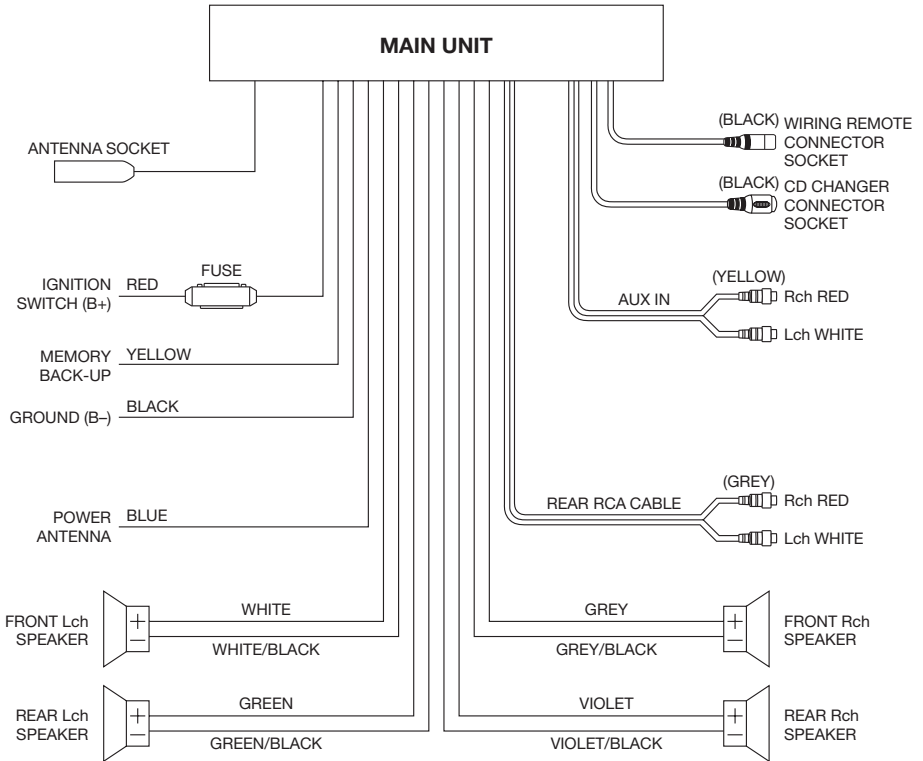 MAIN UNIT
ANTENNA SOCKET
(BLACK) WIRING REMOTE
CONNECTOR
SOCKET
(BLACK) CD CHANGER
CONNECTOR
SOCKET
IGNITION
SWITCH (B+)
RED
FUSE
AUX IN
(YELLOW)
Rch RED
Lch WHITE
MEMORY
BACK-UP
YELLOW
GROUND (B–)
BLACK
POWER
ANTENNA
BLUE
REAR RCA CABLE
(GREY)
Rch RED
Lch WHITE
FRONT Lch
SPEAKER
+
–
WHITE
WHITE/BLACK
GREY
GREY/BLACK
+
–
FRONT Rch
SPEAKER
REAR Lch
SPEAKER
+
–
GREEN
GREEN/BLACK
VIOLET
VIOLET/BLACK
+
–
REAR Rch
SPEAKER